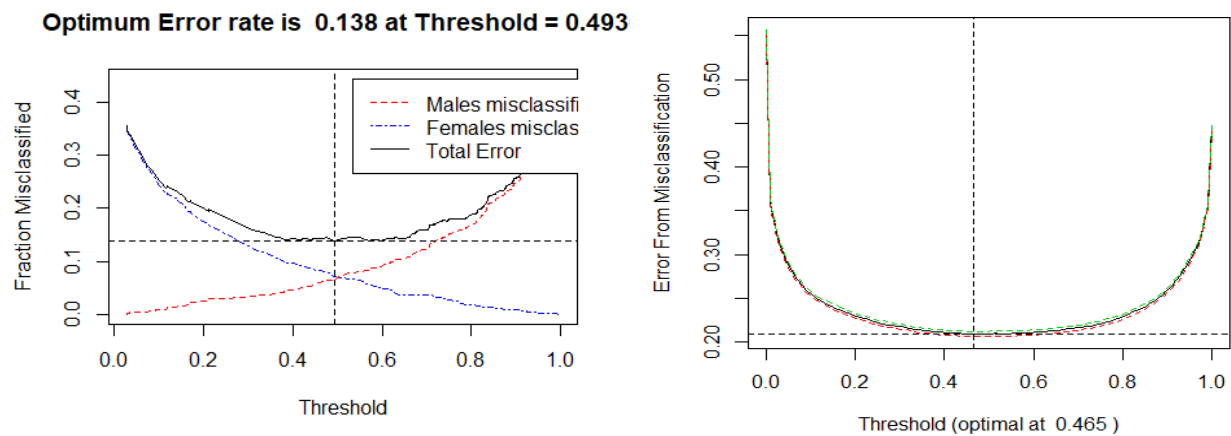 Optimum Error rate is 0.138 at Threshold = 0.493
Fraction Misclassified
0.4
0.3
0.2
0.1
0.0
Males misclassifi
Females misclas
Total Error
0.0 0.2 0.4 0.6 0.8 1.0
Threshold
Error From Misclassification
0.50
0.40
0.30
0.20
0.0 0.2 0.4 0.6 0.8 1.0
Threshold (optimal at 0.465 )